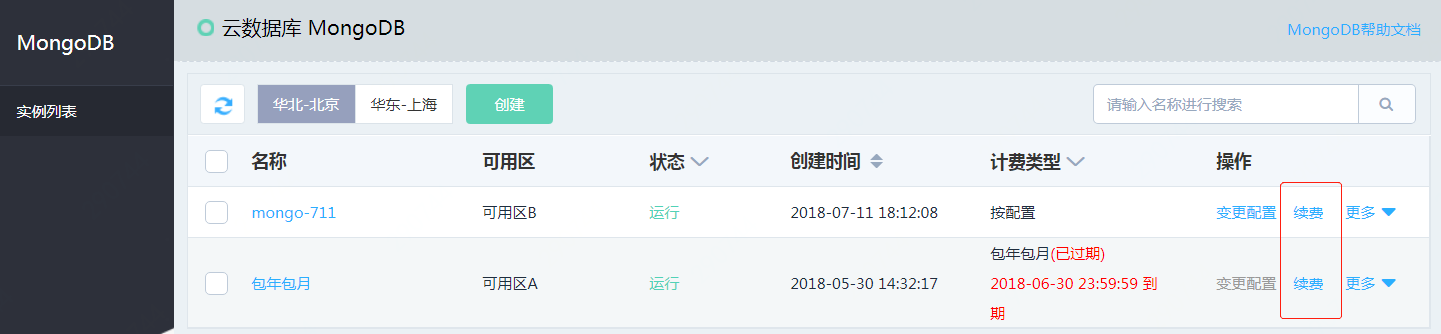 MongoDB
实例列表
云数据库 MongoDB
MongoDB帮助文档
华北-北京 华东-上海 创建 请输入名称进行搜索
名称 可用区 状态 创建时间 计费类型 操作
mongo-711 可用区B 运行 2018-07-11 18:12:08 按配置 变更配置 续费 更多
包年包月 可用区A 运行 2018-05-30 14:32:17 包年包月(已过期) 变更配置 续费 更多
2018-06-30 23:59:59 到
期